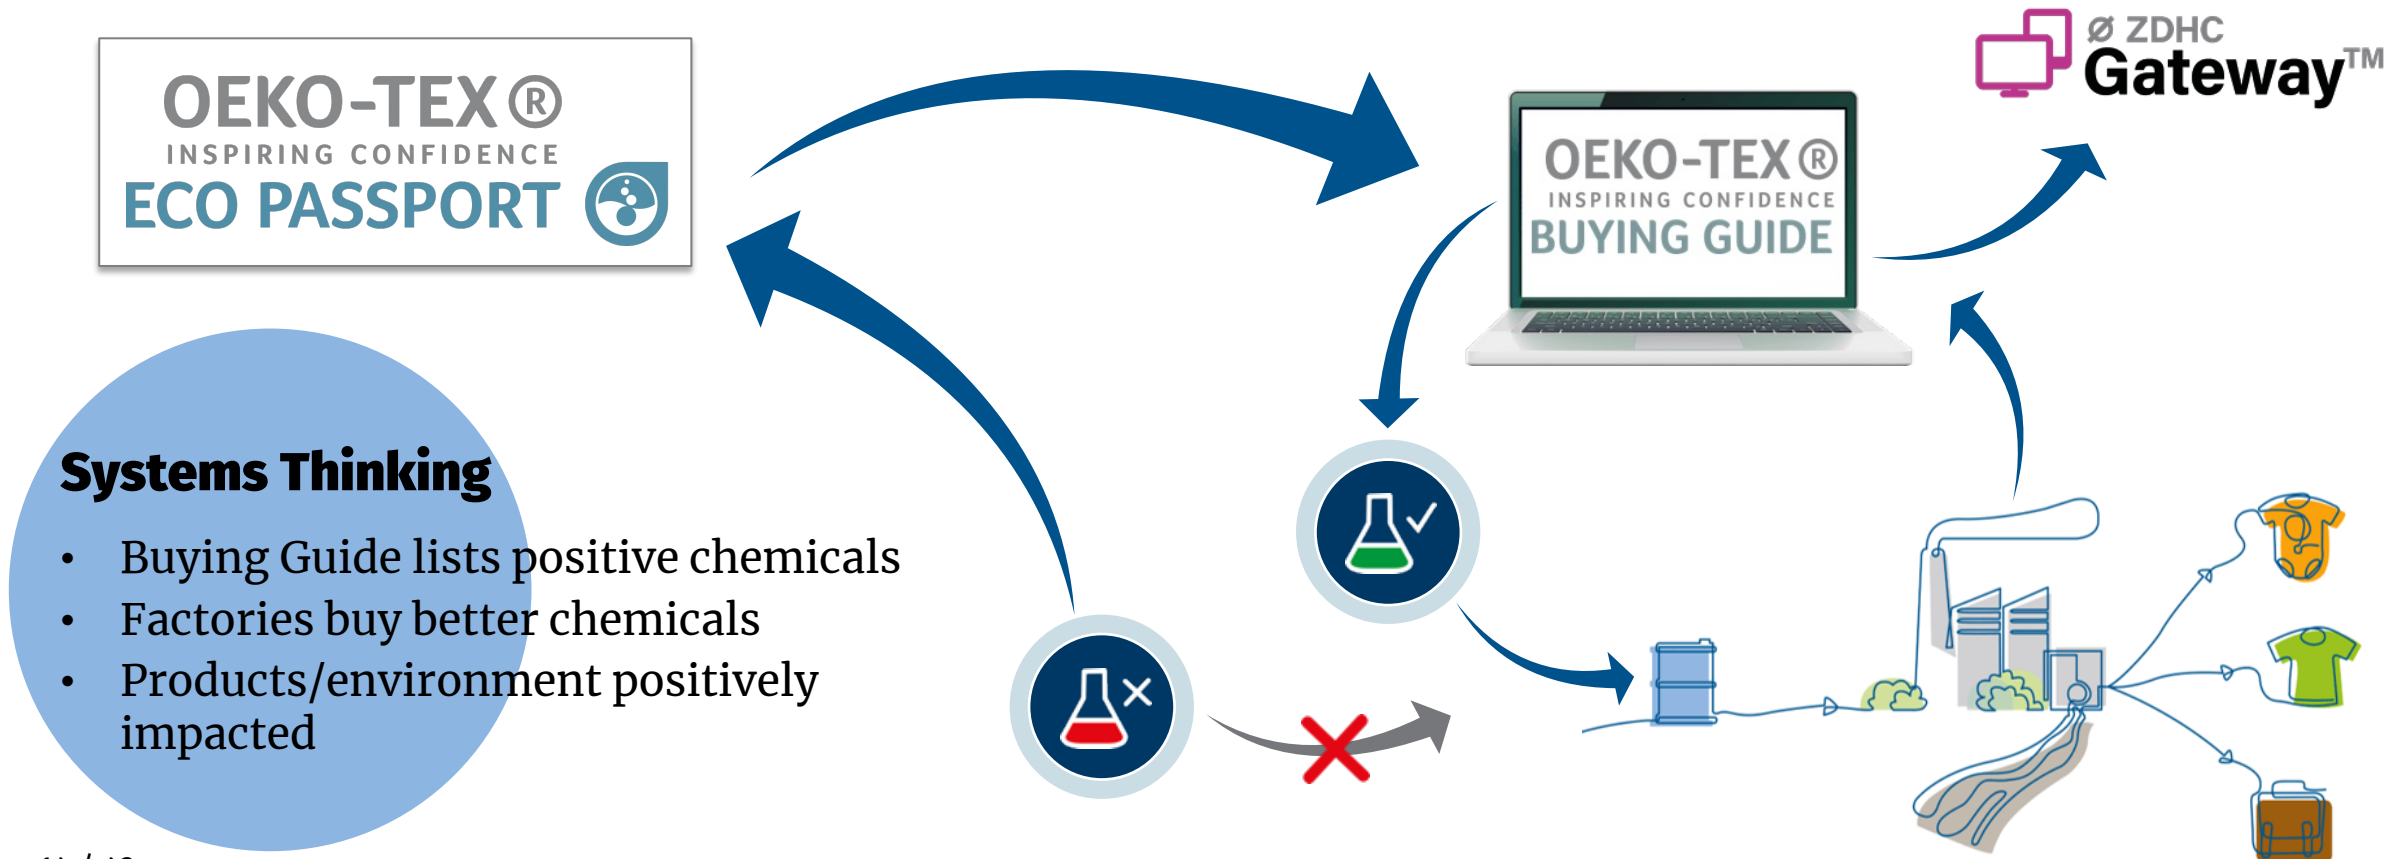 OEKO-TEX®
INSPIRING CONFIDENCE
ECO PASSPORT
OEKO-TEX®
INSPIRING CONFIDENCE
BUYING GUIDE
Ø ZDHC
Gateway™
Systems Thinking
• Buying Guide lists positive chemicals
• Factories buy better chemicals
• Products/environment positively
impacted